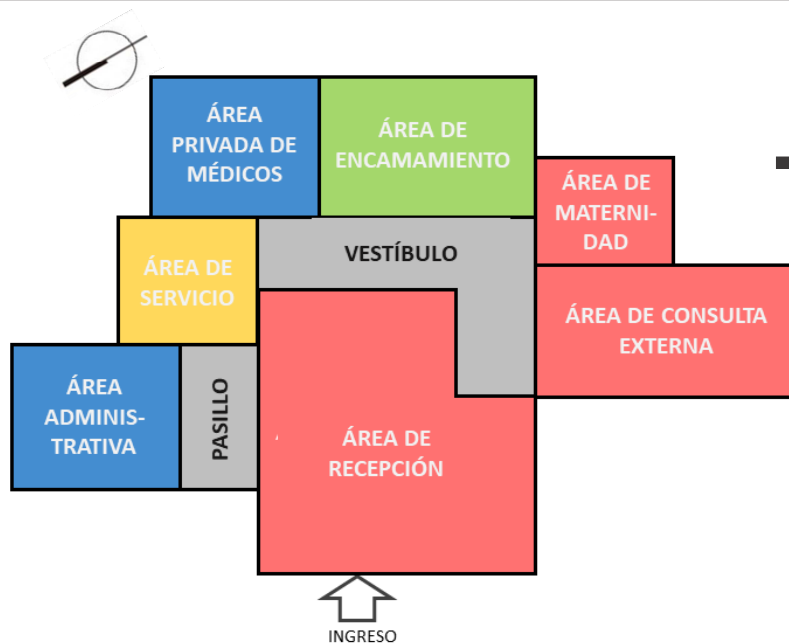 ÁREA
PRIVADA DE
MÉDICOS
ÁREA DE
ENCAMAMIENTO
ÁREA DE
MATERNI-
DAD
VESTÍBULO
ÁREA DE
SERVICIO
ÁREA DE CONSULTA
EXTERNA
ÁREA
ADMINIS-
TRATIVA
PASILLO
ÁREA DE
RECEPCIÓN
INGRESO